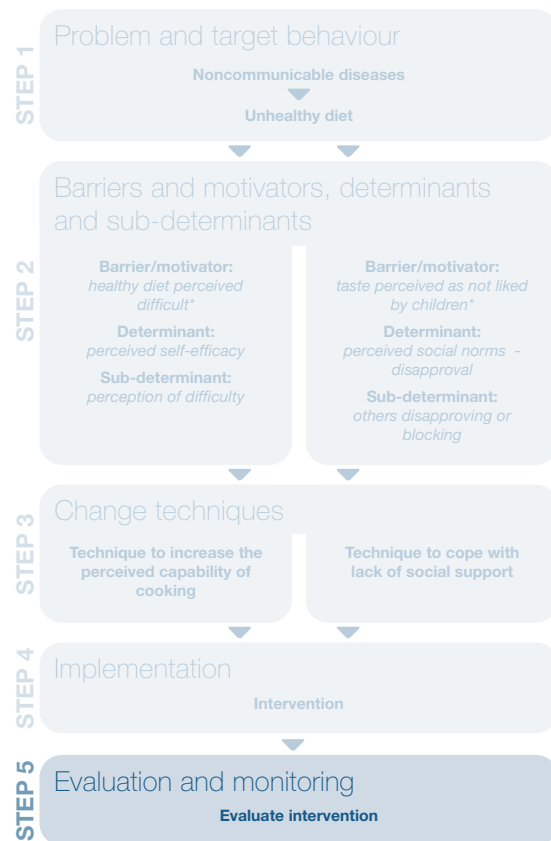 STEP 1
Problem and target behaviour
Noncommunicable diseases
Unhealthy diet
STEP 2
Barriers and motivators, determinants
and sub-determinants
Barrier/motivator:
healthy diet perceived
difficult*
Determinant:
perceived self-efficacy
Sub-determinant:
perception of difficulty
Barrier/motivator:
taste perceived as not liked
by children*
Determinant:
perceived social norms -
disapproval
Sub-determinant:
others disapproving or
blocking
STEP 3
Change techniques
Technique to increase the
perceived capability of
cooking
Technique to cope with
lack of social support
STEP 4
Implementation
Intervention
STEP 5
Evaluation and monitoring
Evaluate intervention